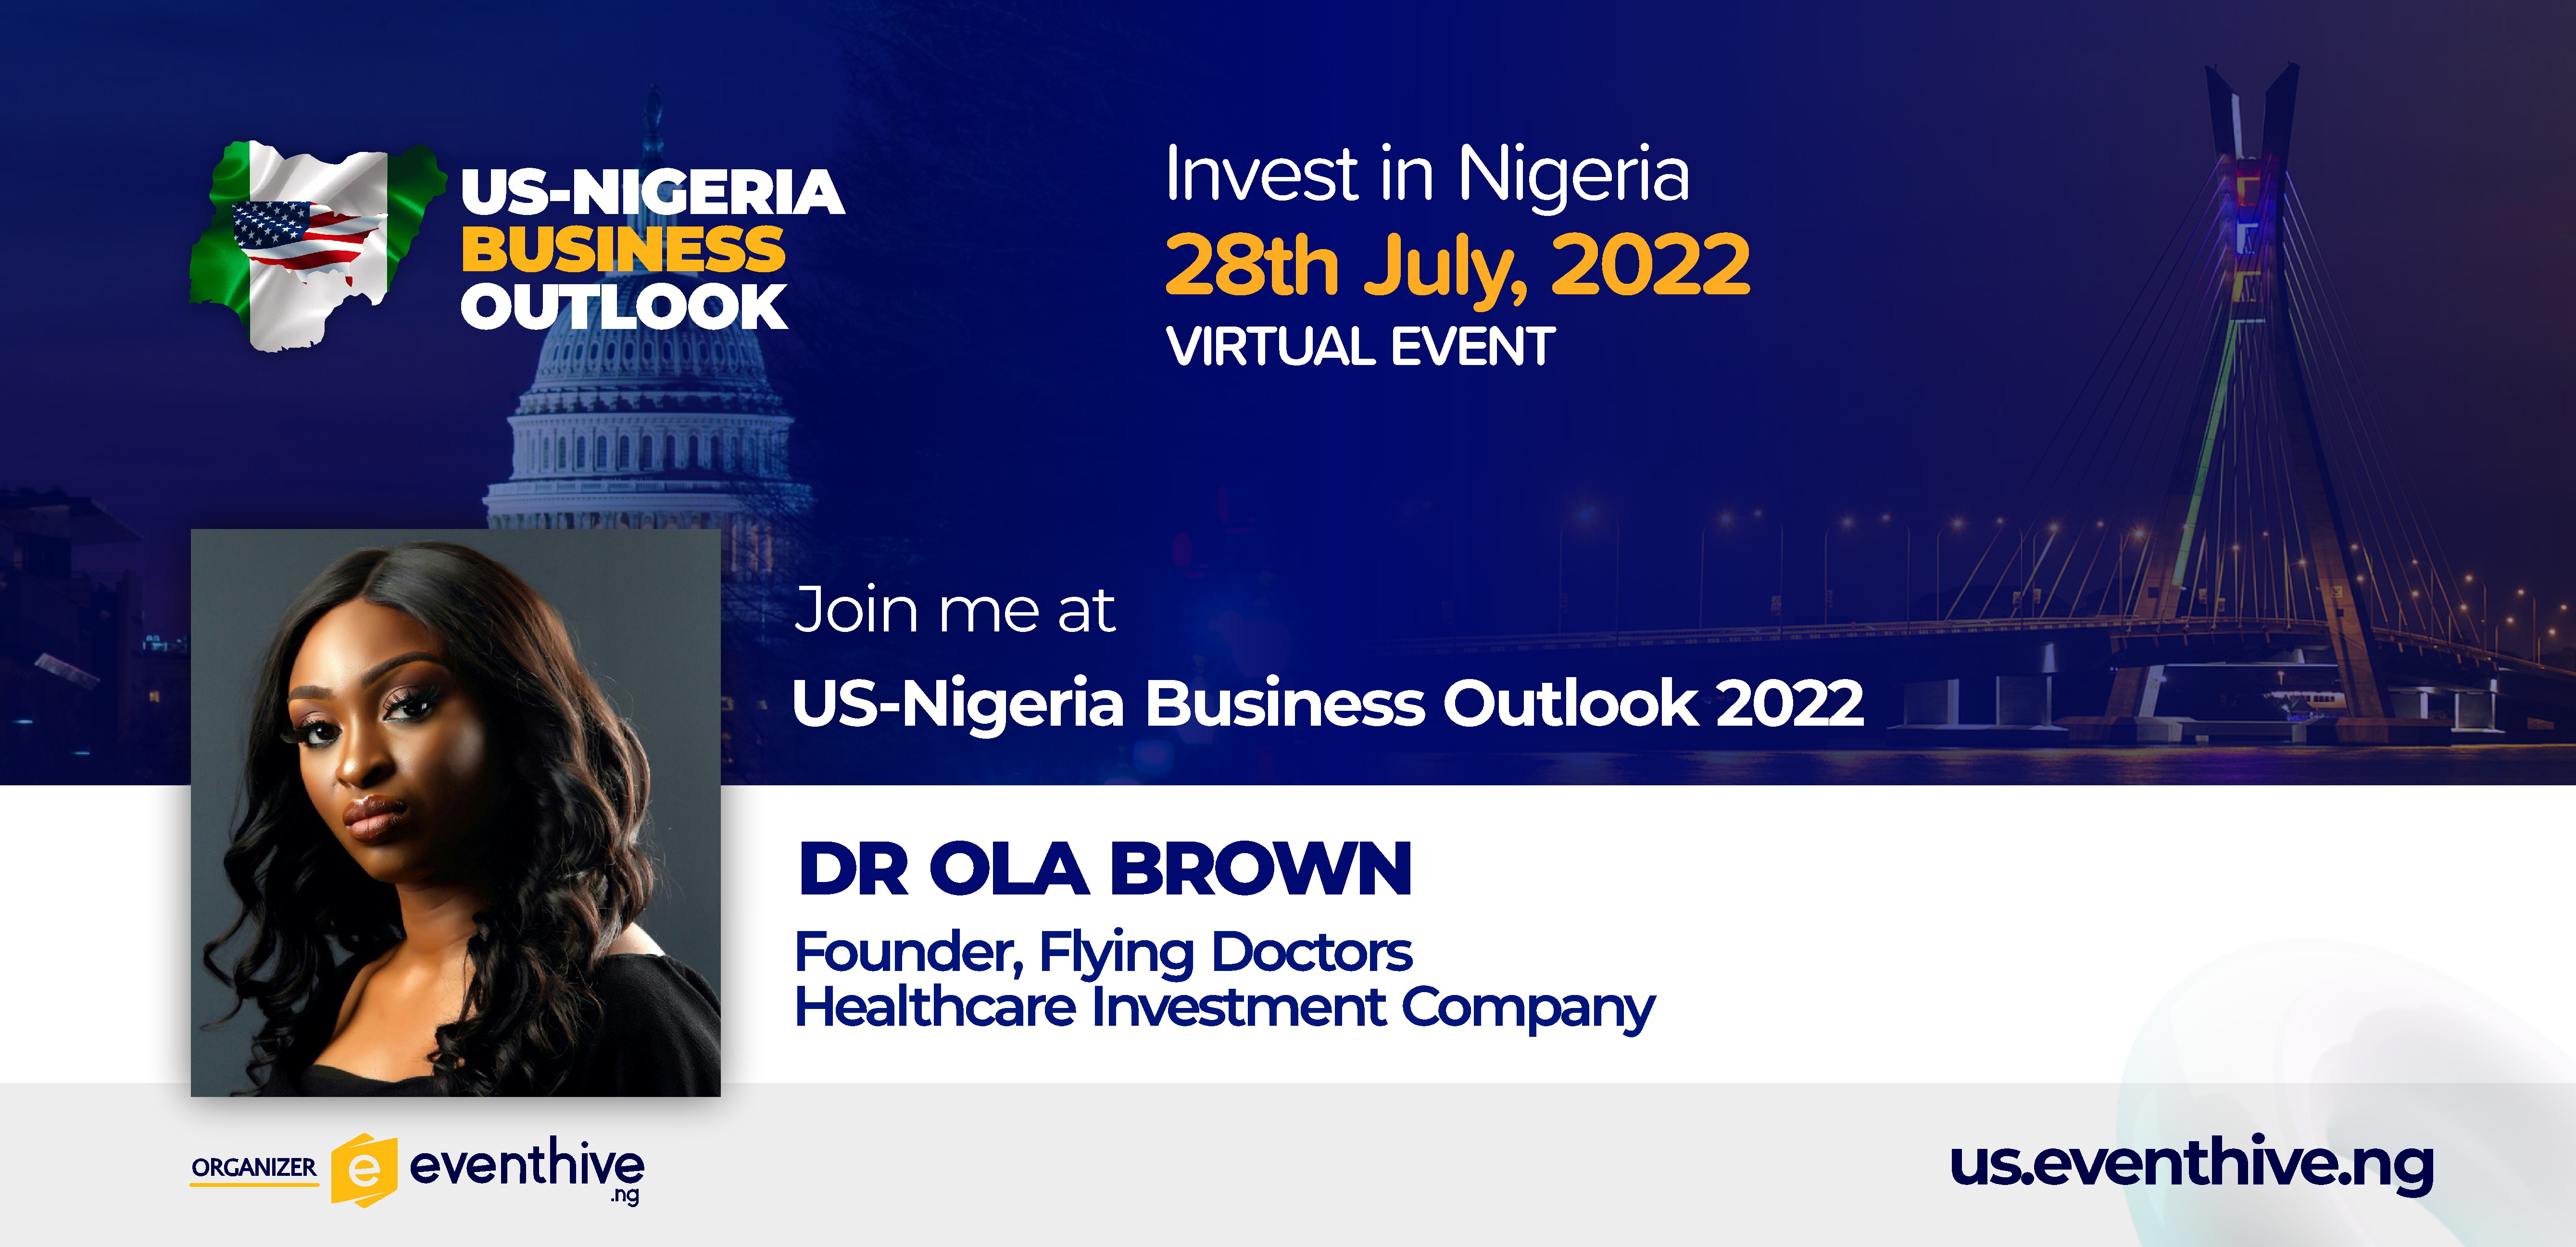 US-NIGERIA
BUSINESS
OUTLOOK
Invest in Nigeria
28th July, 2022
VIRTUAL EVENT
Join me at
US-Nigeria Business Outlook 2022
DR OLA BROWN
Founder, Flying Doctors
Healthcare Investment Company
ORGANIZER
e eventhive
.ng
us.eventhive.ng